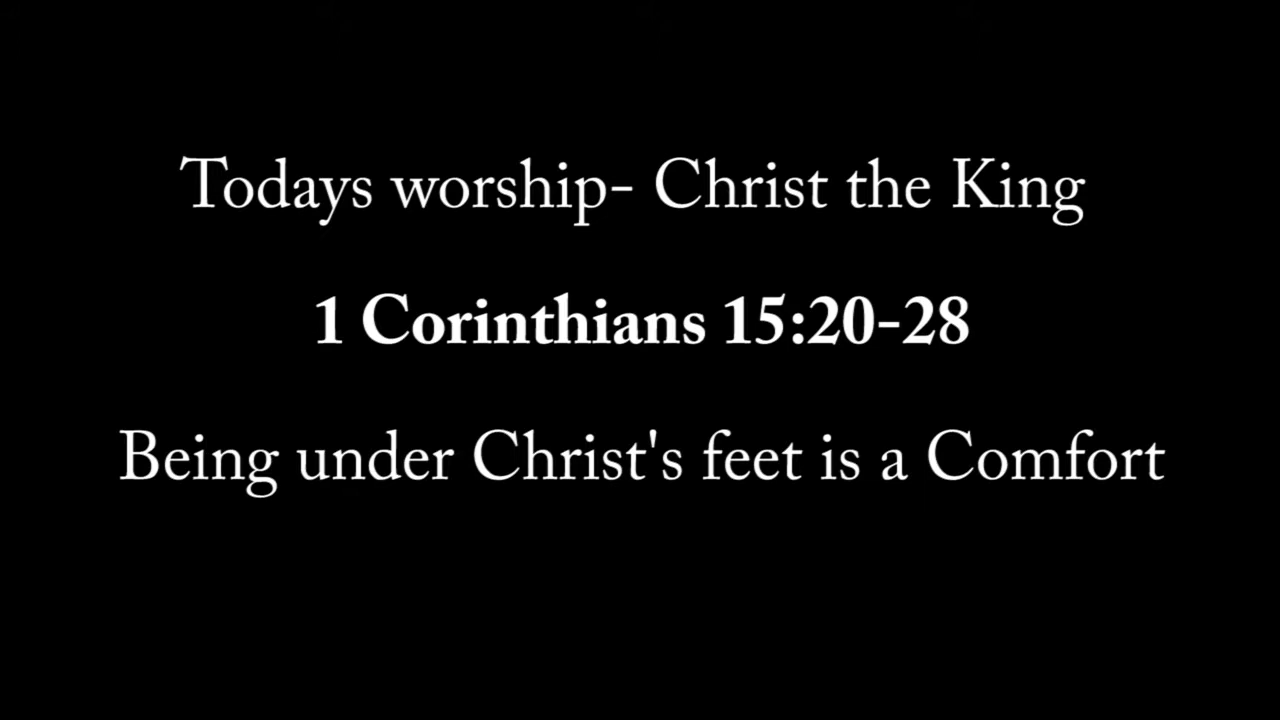 Todays worship- Christ the King
1 Corinthians 15:20-28
Being under Christ's feet is a Comfort